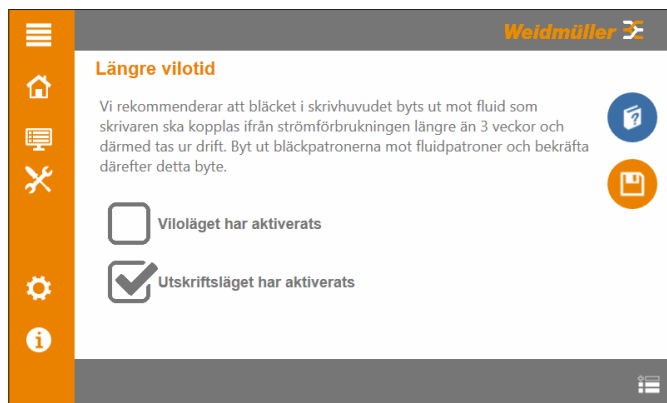 Weidmüller
Längre vilotid
Vi rekommenderar att bläcket i skrivhuvudet byts ut mot fluid som
skrivaren ska kopplas ifrån strömförbrukningen längre än 3 veckor och
därmed tas ur drift. Byt ut bläckpatronerna mot fluidpatroner och bekräfta
därefter detta byte.
?
Viloläget har aktiverats
Utskriftsläget har aktiverats
i